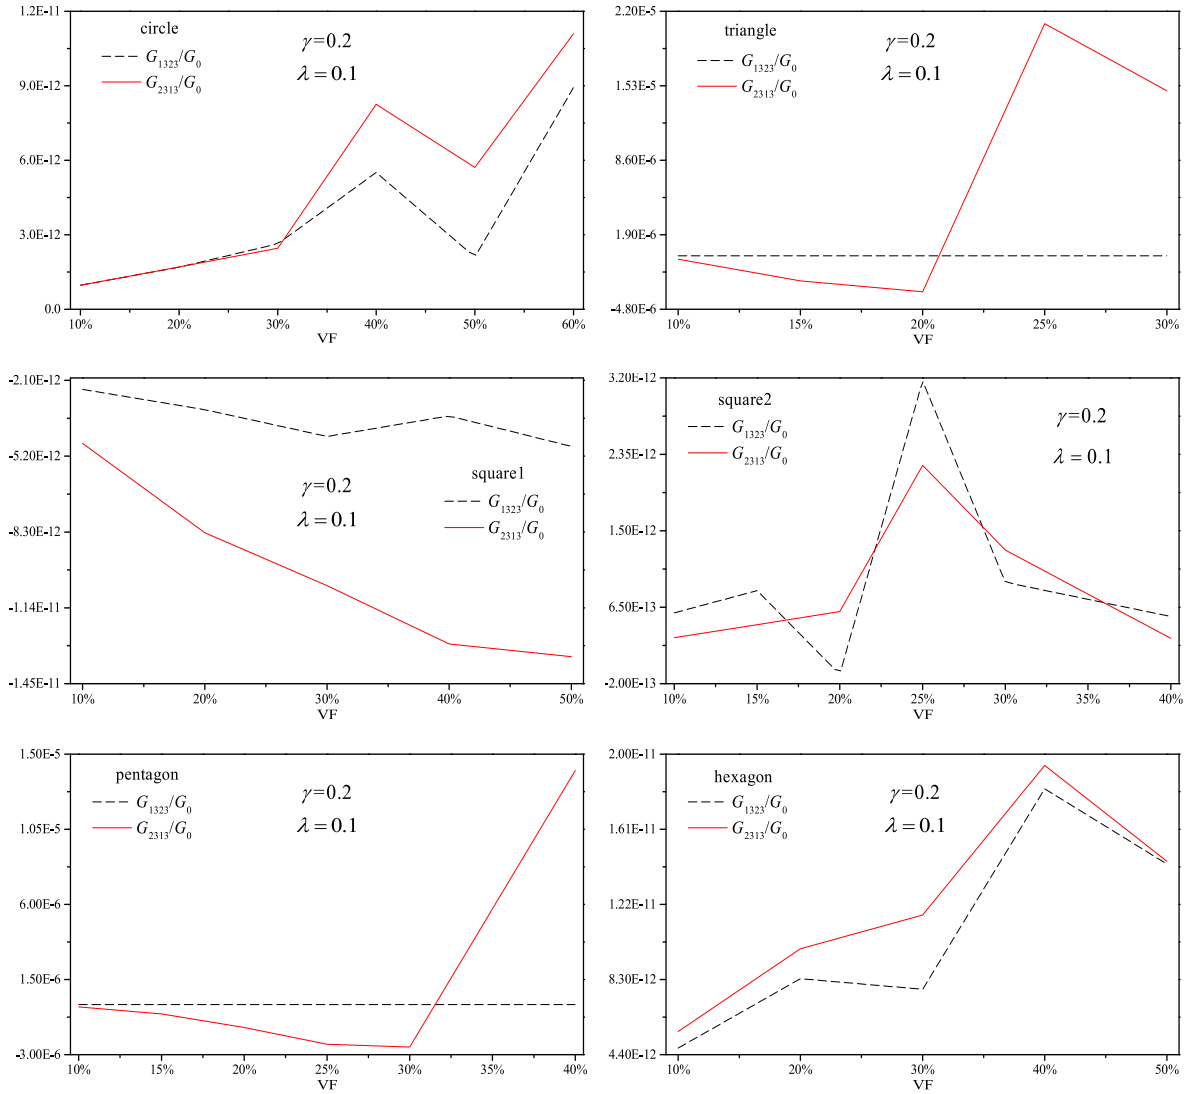 circle
G1323/G0
G2313/G0
γ=0.2
λ=0.1
1.2E-11
9.0E-12
6.0E-12
3.0E-12
0.0
10% 20% 30% 40% 50% 60%
VF
triangle
G1323/G0
G2313/G0
γ=0.2
λ=0.1
2.20E-5
1.53E-5
8.60E-6
1.90E-6
-4.80E-6
10% 15% 20% 25% 30%
VF
-2.10E-12
-5.20E-12
-8.30E-12
-1.14E-11
-1.45E-11
γ=0.2
λ=0.1
square1
G1323/G0
G2313/G0
10% 20% 30% 40% 50%
VF
square2
G1323/G0
G2313/G0
γ=0.2
λ=0.1
3.20E-12
2.35E-12
1.50E-12
6.50E-13
-2.00E-13
10% 15% 20% 25% 30% 35% 40%
VF
pentagon
G1323/G0
G2313/G0
γ=0.2
λ=0.1
1.50E-5
1.05E-5
6.00E-6
1.50E-6
-3.00E-6
10% 15% 20% 25% 30% 40%
VF
hexagon
G1323/G0
G2313/G0
γ=0.2
λ=0.1
2.00E-11
1.61E-11
1.22E-11
8.30E-12
4.40E-12
10% 20% 30% 40% 50%
VF